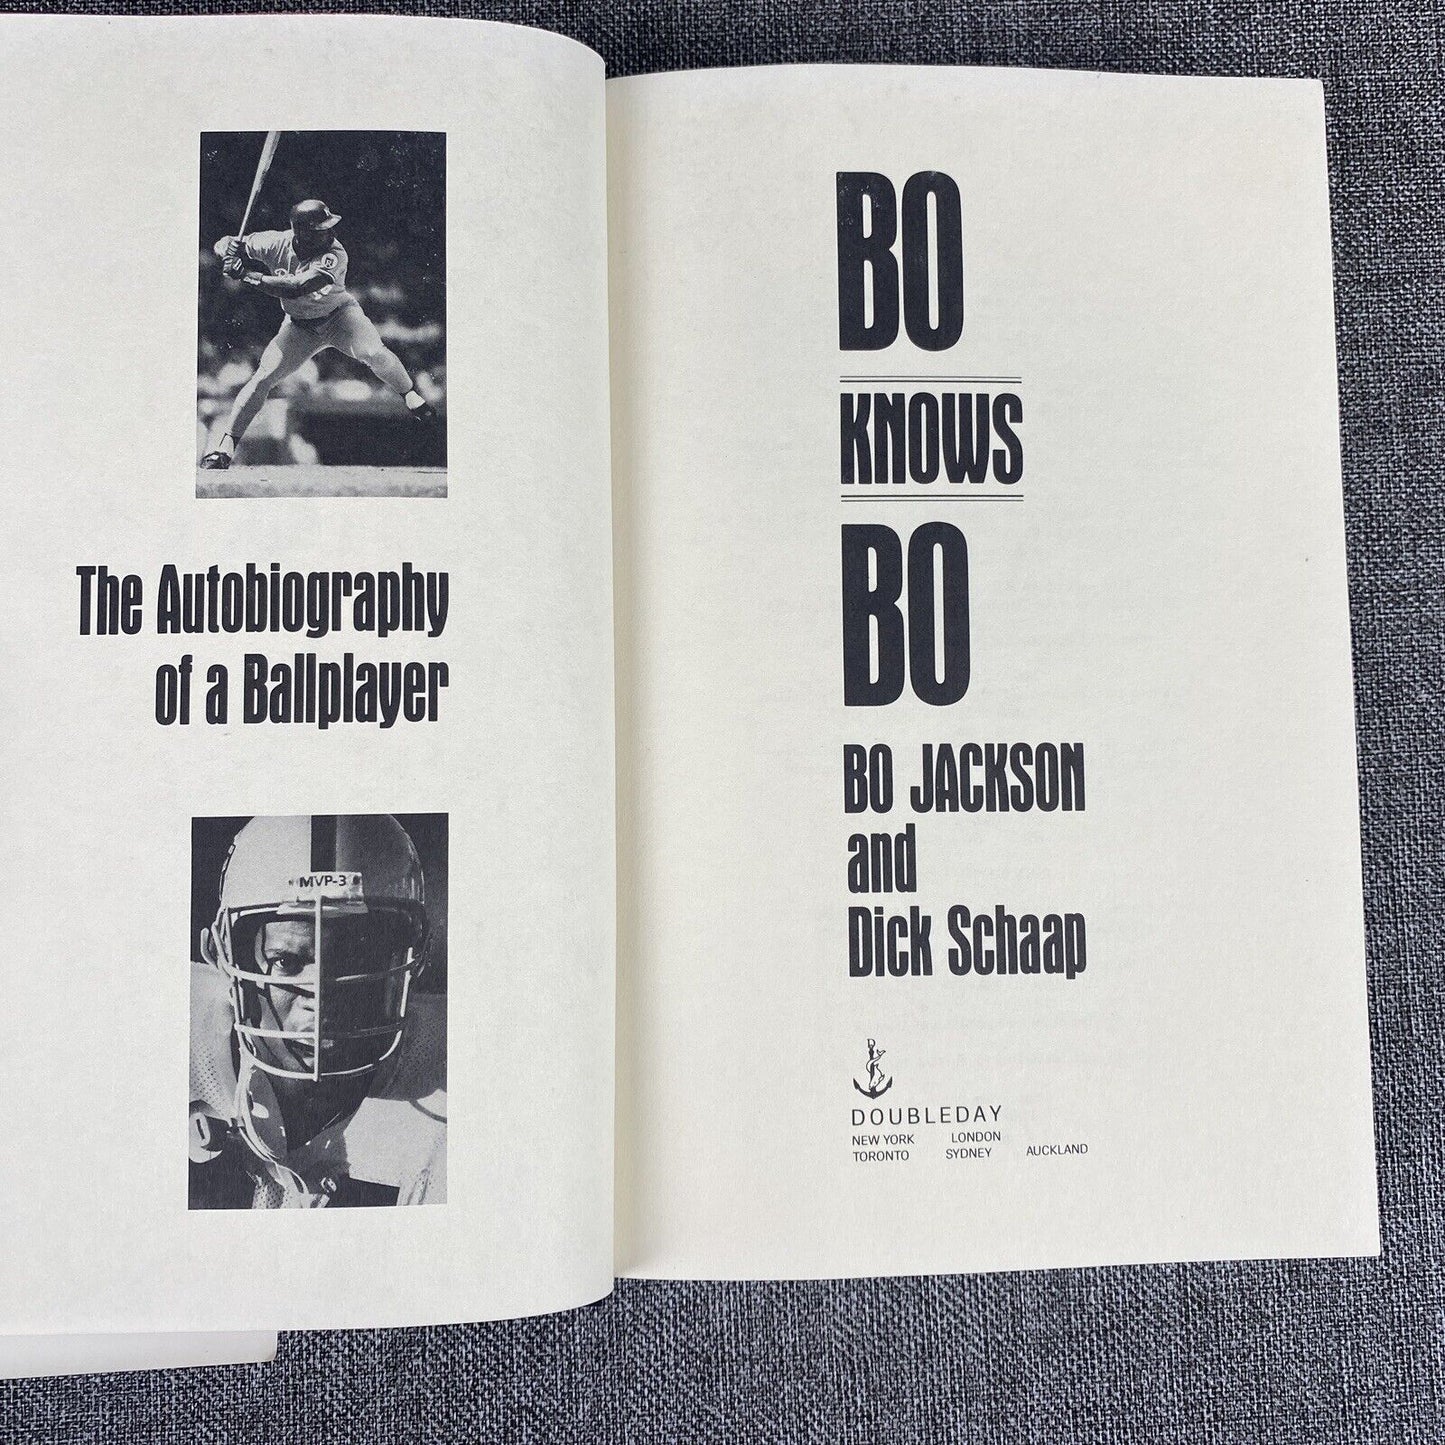 The Autobiography
of a Ballplayer
MVP-3
BO
KNOWS
BO
BO JACKSON
and
Dick Schaap
DOUBLEDAY
NEW YORK LONDON
TORONTO SYDNEY AUCKLAND